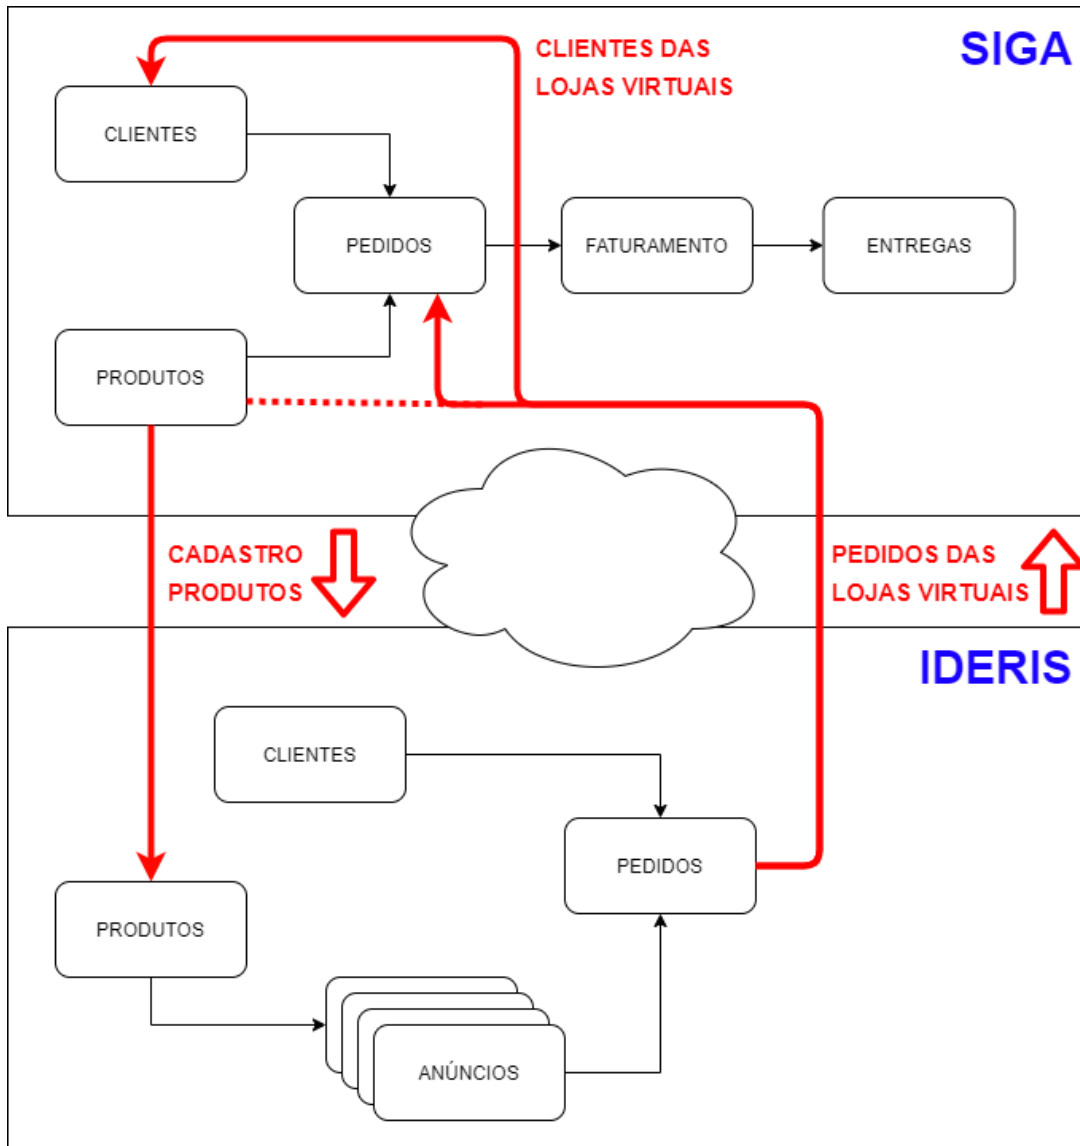 CLIENTES DAS
LOJAS VIRTUAIS
SIGA
CLIENTES
PEDIDOS
FATURAMENTO
ENTREGAS
PRODUTOS
CADASTRO
PRODUTOS
PEDIDOS DAS
LOJAS VIRTUAIS
IDERIS
CLIENTES
PEDIDOS
PRODUTOS
ANÚNCIOS